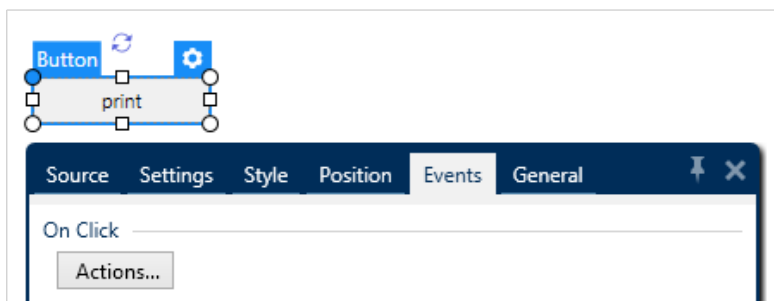 Button
print
Source Settings Style Position Events General
On Click
Actions...